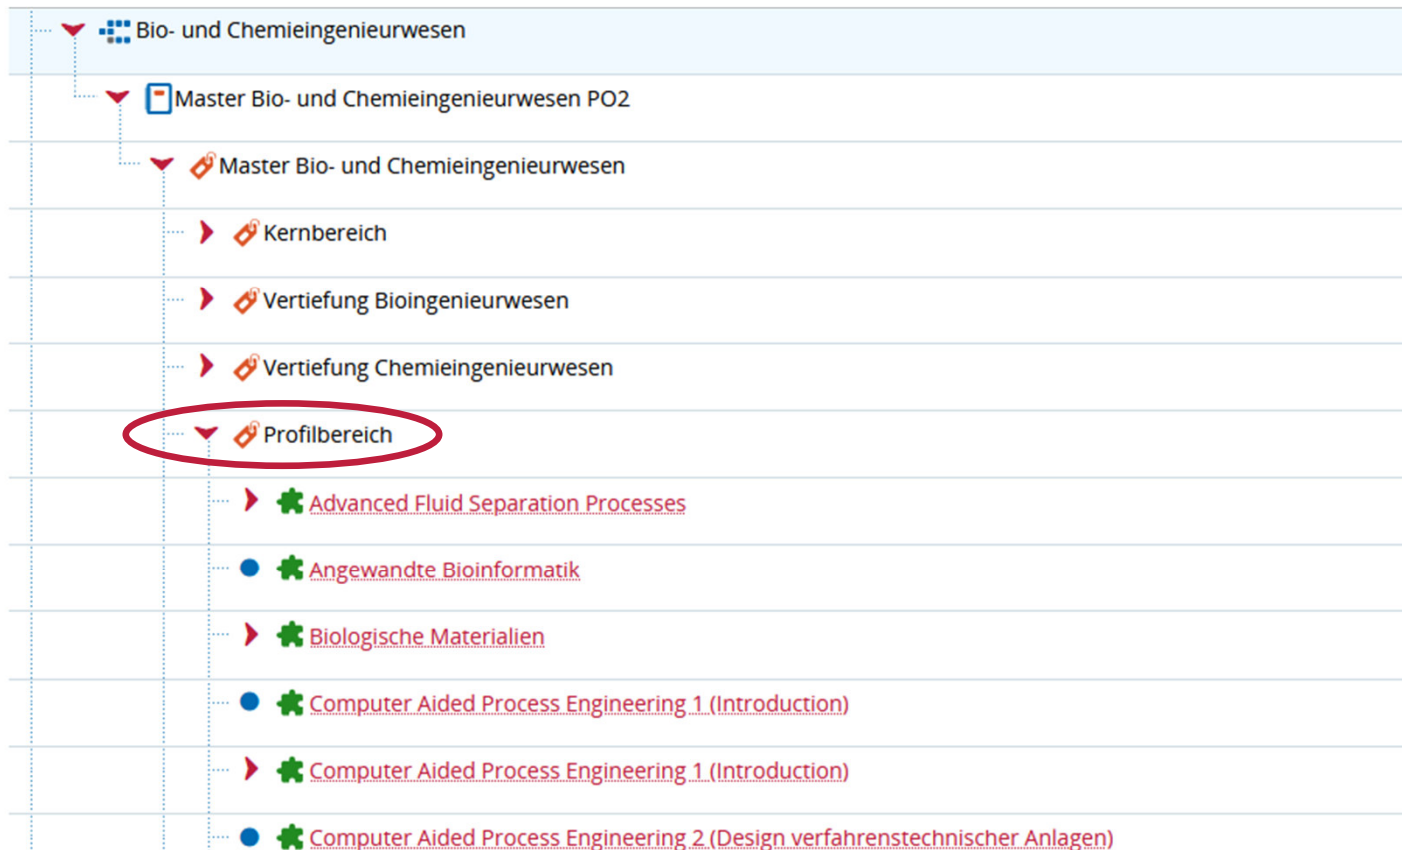 Bio- und Chemieingenieurwesen
Master Bio- und Chemieingenieurwesen PO2
Master Bio- und Chemieingenieurwesen
Kernbereich
Vertiefung Bioingenieurwesen
Vertiefung Chemieingenieurwesen
Profilbereich
Advanced Fluid Separation Processes
Angewandte Bioinformatik
Biologische Materialien
Computer Aided Process Engineering 1 (Introduction)
Computer Aided Process Engineering 1 (Introduction)
Computer Aided Process Engineering 2 (Design verfahrenstechnischer Anlagen)